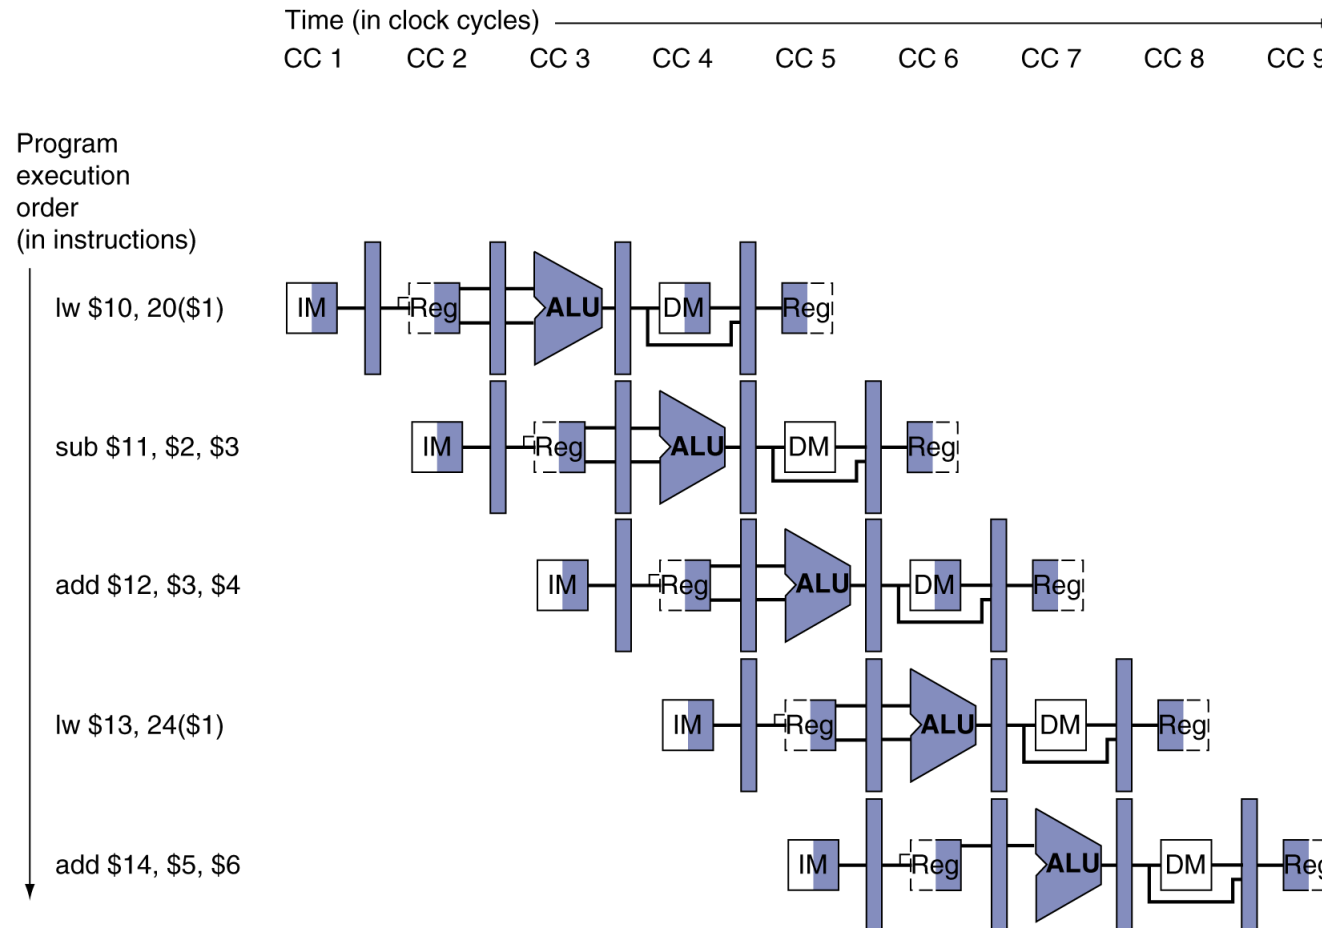 Time (in clock cycles)
CC 1 CC 2 CC 3 CC 4 CC 5 CC 6 CC 7 CC 8 CC 9
Program
execution
order
(in instructions)
lw $10, 20($1) IM Reg ALU DM Reg
sub $11, $2, $3 IM Reg ALU DM Reg
add $12, $3, $4 IM Reg ALU DM Reg
lw $13, 24($1) IM Reg ALU DM Reg
add $14, $5, $6 IM Reg ALU DM Reg